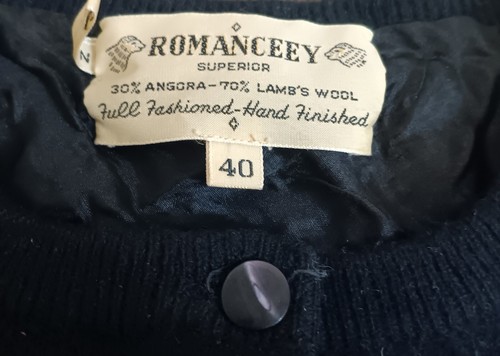 ROMANCEEY
SUPERIOR
30% ANGORA-70% LAMB'S WOOL
Full Fashioned-Hand Finished
40